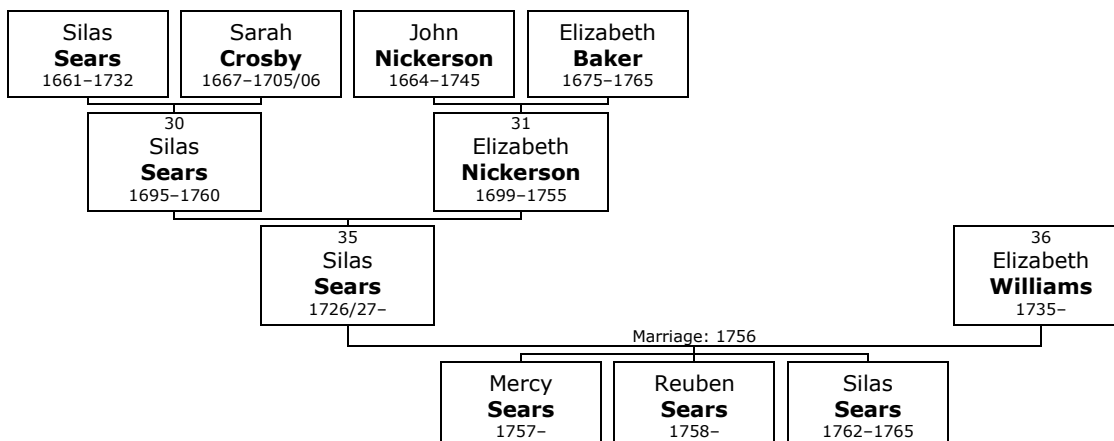 Silas
Sears
1661–1732
Sarah
Crosby
1667–1705/06
John
Nickerson
1664–1745
Elizabeth
Baker
1675–1765
30
Silas
Sears
1695–1760
31
Elizabeth
Nickerson
1699–1755
35
Silas
Sears
1726/27–
36
Elizabeth
Williams
1735–
Marriage: 1756
Mercy
Sears
1757–
Reuben
Sears
1758–
Silas
Sears
1762–1765